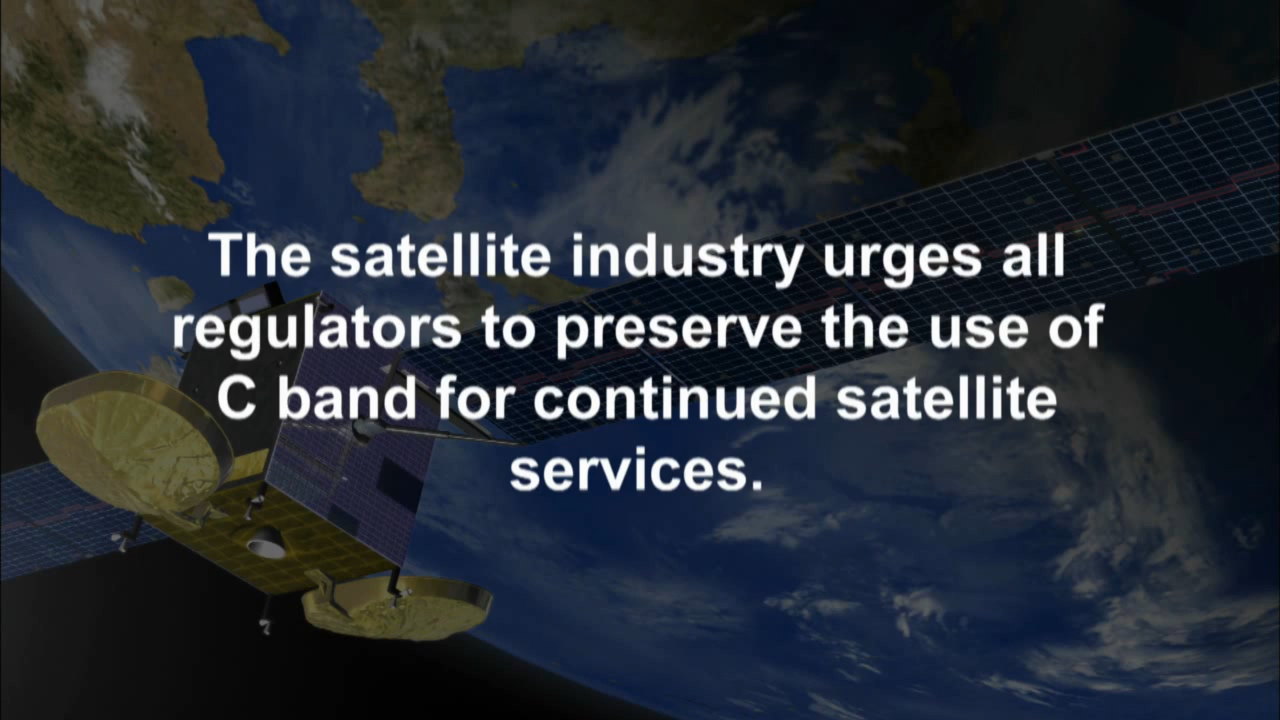 The satellite industry urges all
regulators to preserve the use of
C band for continued satellite
services.